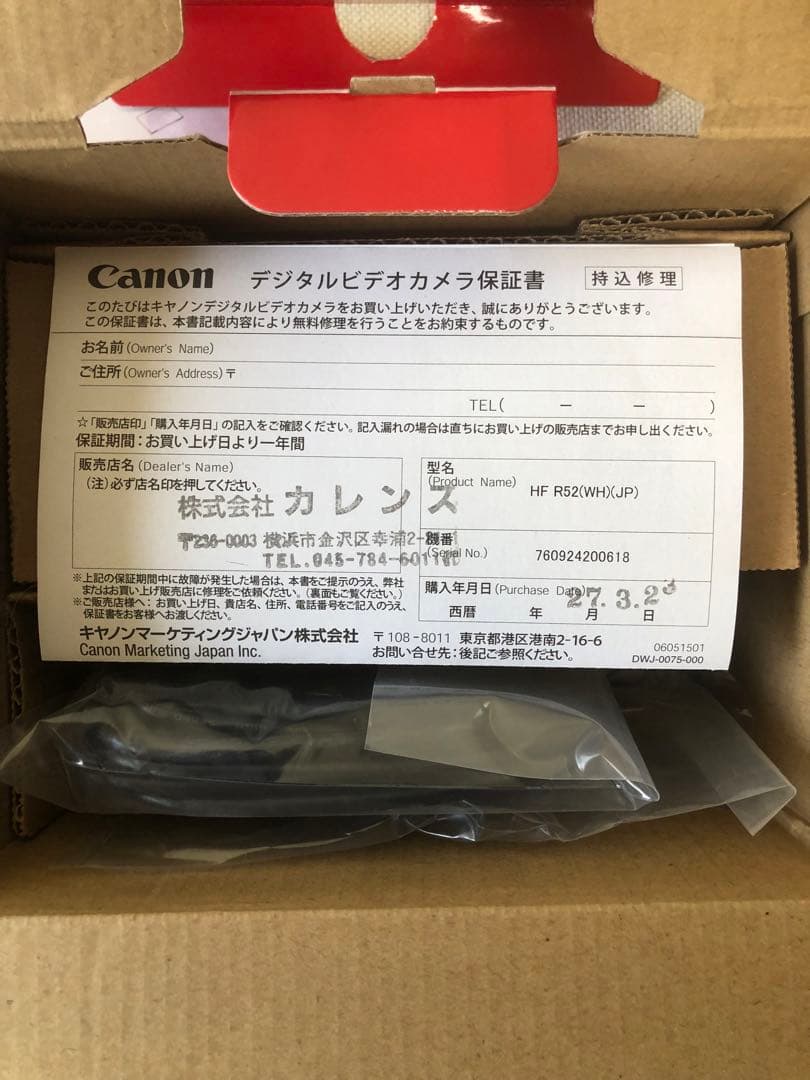 Canon デジタルビデオカメラ保証書 持込修理
このたびはキヤノンデジタルビデオカメラをお買い上げいただき、誠にありがとうございます。
この保証書は、本書記載内容により無料修理を行うことをお約束するものです。
お名前(Owner's Name)
ご住所(Owner's Address)〒
TEL( － － )
☆「販売店印」「購入年月日」の記入をご確認ください。記入漏れの場合は直ちにお買い上げの販売店までお申し出ください。
保証期間:お買い上げ日より一年間
販売店名(Dealer's Name)
(注)必ず店名印を押してください。
株式会社カレンズ
〒236-0003 横浜市金沢区幸浦2-
TEL.045-784-6011
型名
(Product Name) HF R52(WH)(JP)
機番
(Serial No.) 760924200618
購入年月日(Purchase Date)
27.3.2
西暦 年 月 日
※上記の保証期間中に故障が発生した場合は、本書をご提示のうえ、弊社
またはお買い上げ販売店に修理をご依頼ください。(裏面もご覧ください。)
※ご販売店様へ：お買い上げ日、貴店名、住所、電話番号をご記入のうえ、
保証書をお客様へお渡しください。
キヤノンマーケティングジャパン株式会社 〒108-8011 東京都港区港南2-16-6
Canon Marketing Japan Inc. お問い合せ先：後記ご参照ください。
06051501
DWJ-0075-000